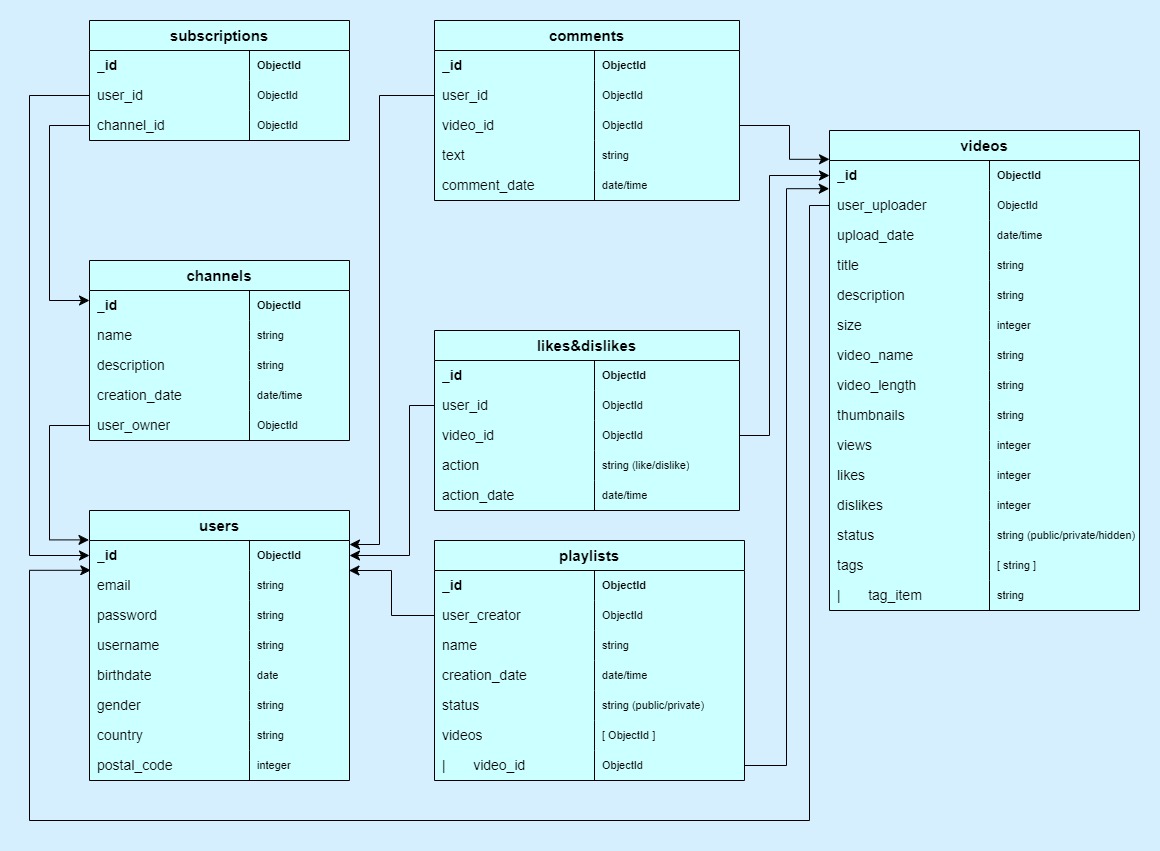 subscriptions
_id ObjectId
user_id ObjectId
channel_id ObjectId
comments
_id ObjectId
user_id ObjectId
video_id ObjectId
text string
comment_date date/time
videos
_id ObjectId
user_uploader ObjectId
upload_date date/time
title string
description string
size integer
video_name string
video_length string
thumbnails string
views integer
likes integer
dislikes integer
status string (public/private/hidden)
tags [ string ]
| tag_item string
channels
_id ObjectId
name string
description string
creation_date date/time
user_owner ObjectId
likes&dislikes
_id ObjectId
user_id ObjectId
video_id ObjectId
action string (like/dislike)
action_date date/time
users
_id ObjectId
email string
password string
username string
birthdate date
gender string
country string
postal_code integer
playlists
_id ObjectId
user_creator ObjectId
name string
creation_date date/time
status string (public/private)
videos [ ObjectId ]
| video_id ObjectId